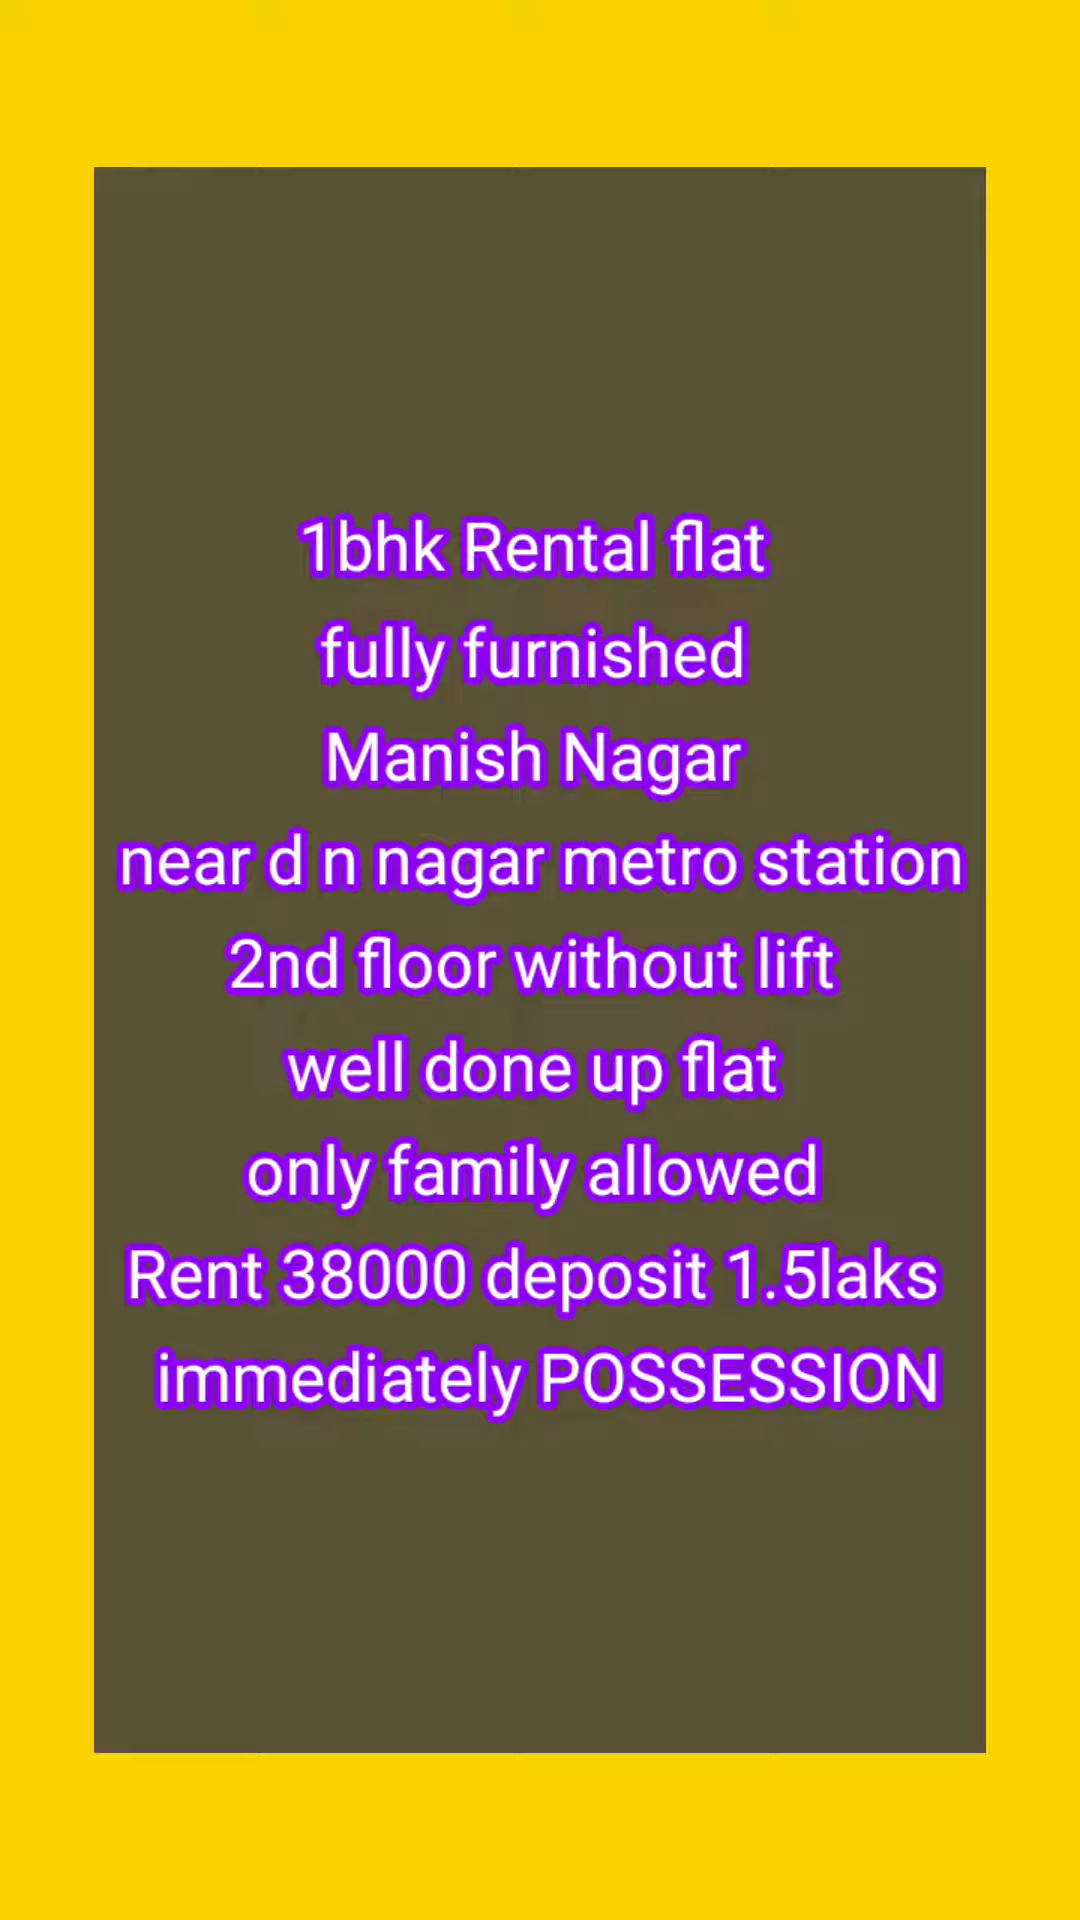 1bhk Rental flat
fully furnished
Manish Nagar
near d n nagar metro station
2nd floor without lift
well done up flat
only family allowed
Rent 38000 deposit 1.5laks
immediately POSSESSION